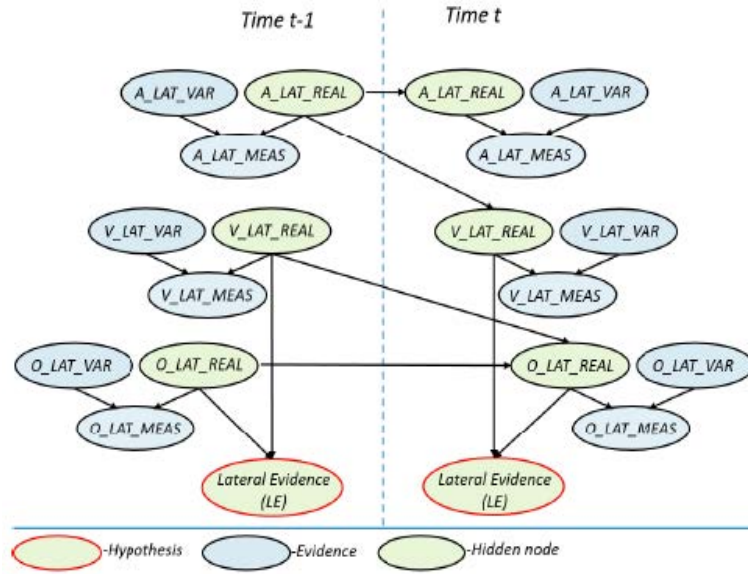 Time t-1 Time t
A_LAT_VAR A_LAT_REAL A_LAT_REAL A_LAT_VAR
A_LAT_MEAS A_LAT_MEAS
V_LAT_VAR V_LAT_REAL V_LAT_REAL V_LAT_VAR
V_LAT_MEAS V_LAT_MEAS
O_LAT_VAR O_LAT_REAL O_LAT_REAL O_LAT_VAR
O_LAT_MEAS O_LAT_MEAS
Lateral Evidence Lateral Evidence
(LE) (LE)
-Hypothesis -Evidence -Hidden node